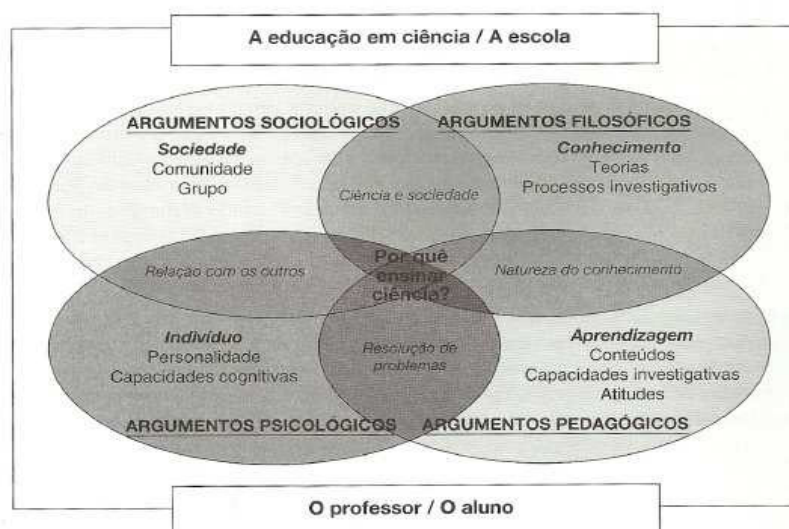 A educação em ciência / A escola
ARGUMENTOS SOCIOLÓGICOS
Sociedade
Comunidade
Grupo
ARGUMENTOS FILOSÓFICOS
Conhecimento
Teorias
Processos investigativos
Ciência e sociedade
Relação com os outros
Por quê
ensinar
ciência?
Natureza do conhecimento
Indivíduo
Personalidade
Capacidades cognitivas
Resolução de
problemas
Aprendizagem
Conteúdos
Capacidades investigativas
Atitudes
ARGUMENTOS PSICOLÓGICOS
ARGUMENTOS PEDAGÓGICOS
O professor / O aluno